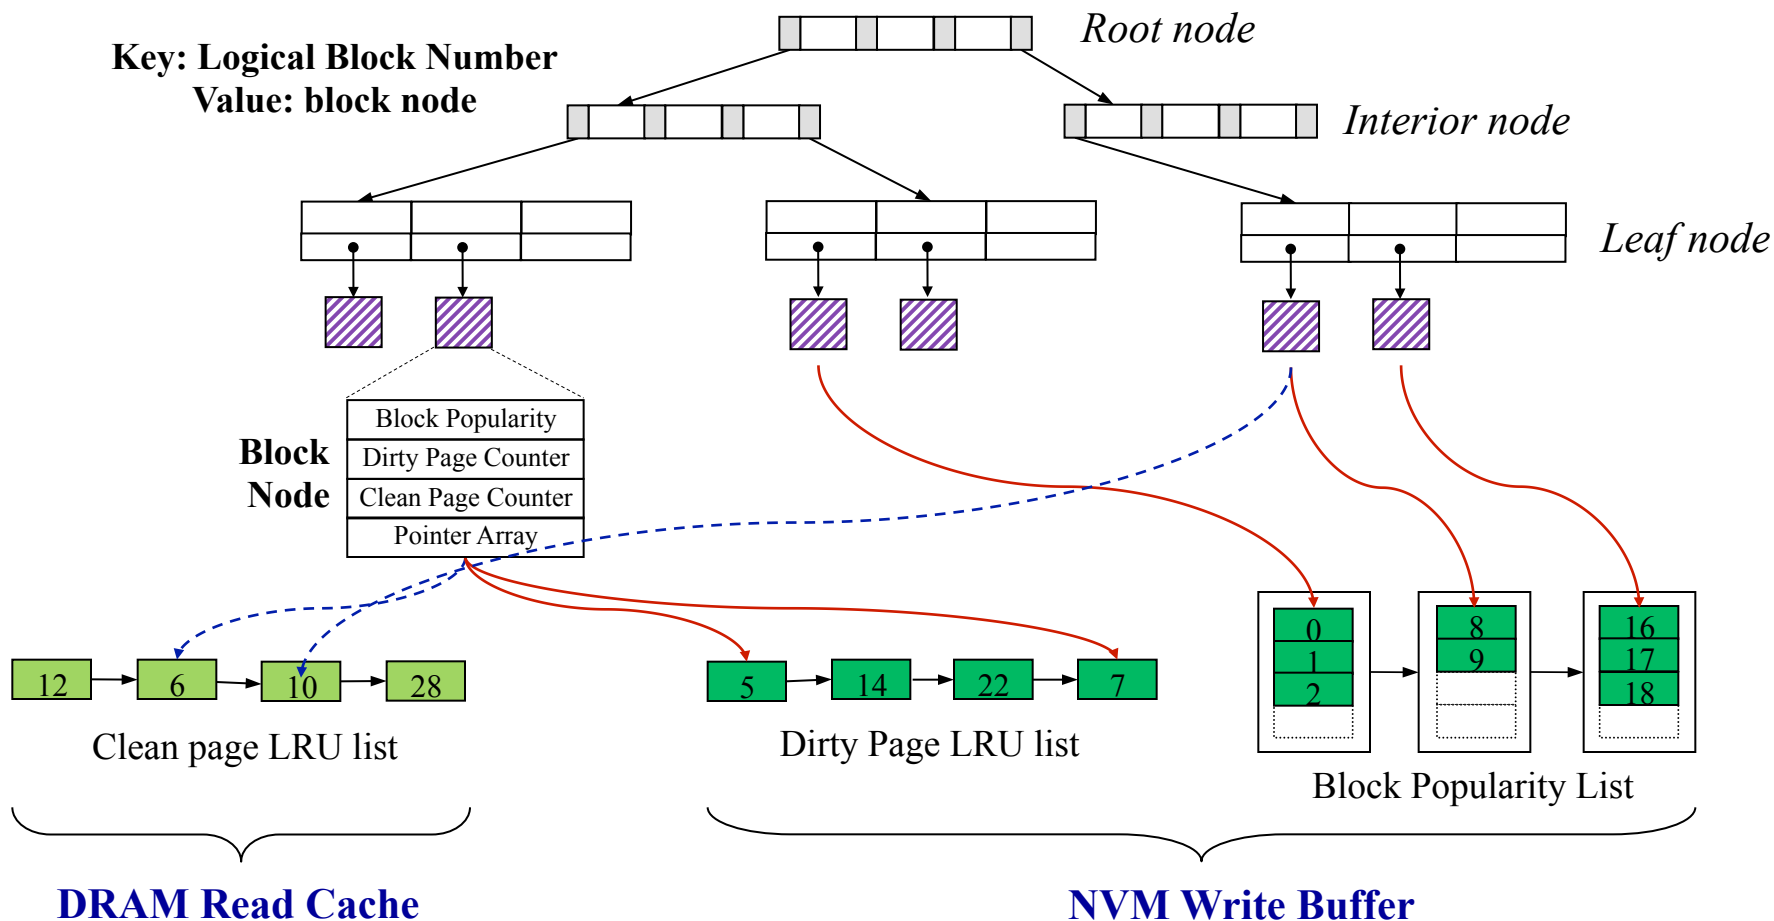 Root node
Key: Logical Block Number
Value: block node
Interior node
Leaf node
Block Popularity
Block
Node
Dirty Page Counter
Clean Page Counter
Pointer Array
12
6
10
28
5
14
22
7
0
1
2
8
9
16
17
18
Clean page LRU list
Dirty Page LRU list
Block Popularity List
DRAM Read Cache
NVM Write Buffer